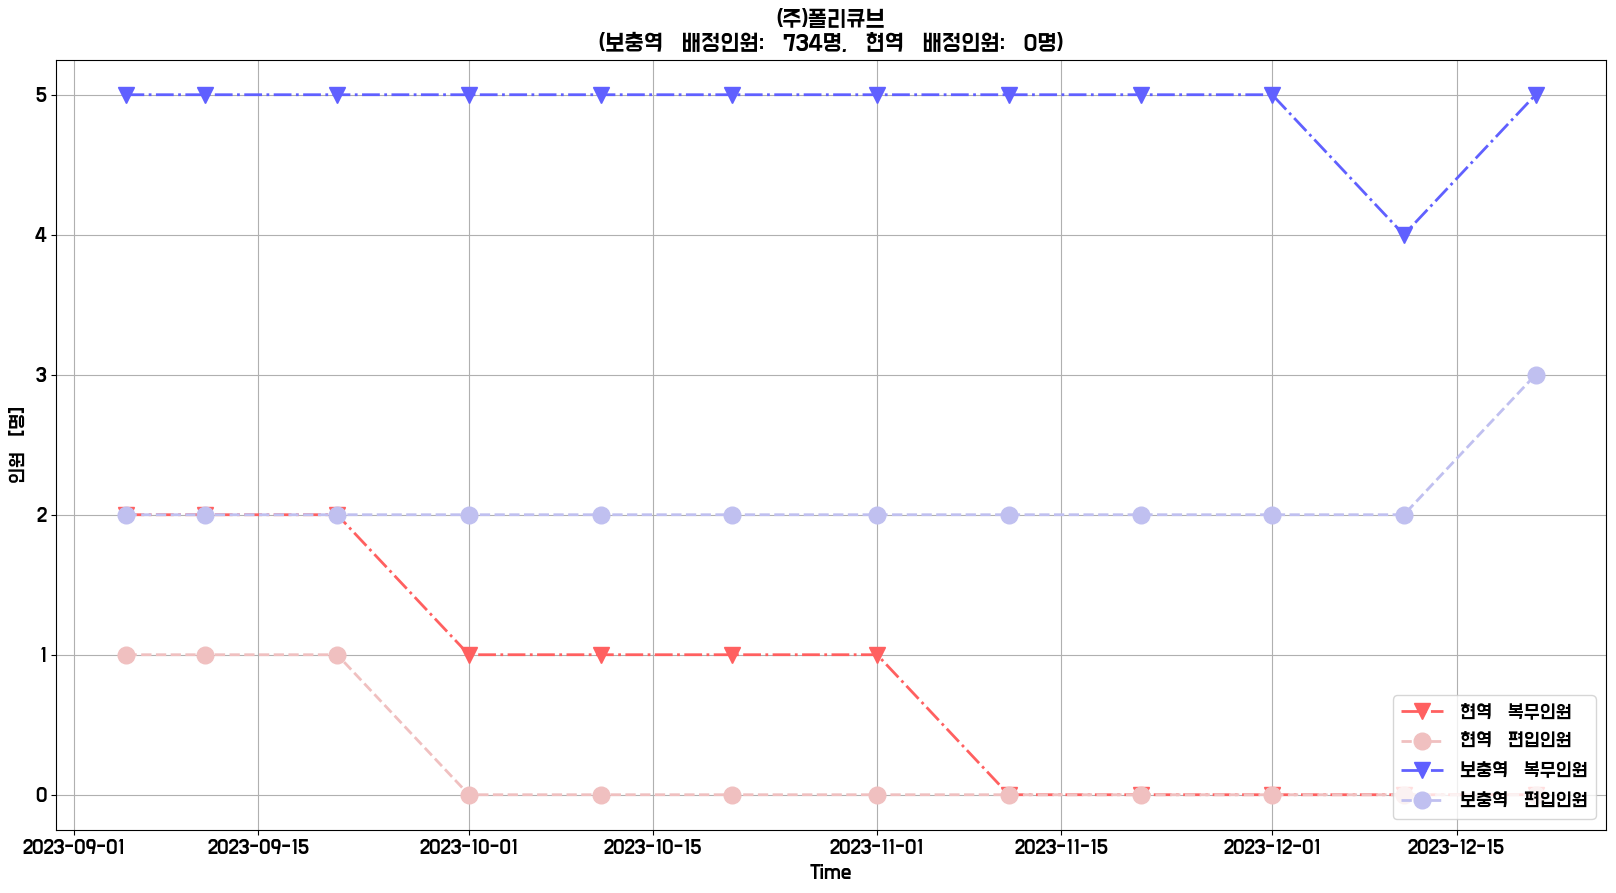 (주)폴리큐브
(보충역 배정인원: 734명, 현역 배정인원: 0명)
5
4
3
2
1
0
인원 [명]
현역 복무인원
현역 편입인원
보충역 복무인원
보충역 편입인원
2023-09-01 2023-09-15 2023-10-01 2023-10-15 2023-11-01 2023-11-15 2023-12-01 2023-12-15
Time